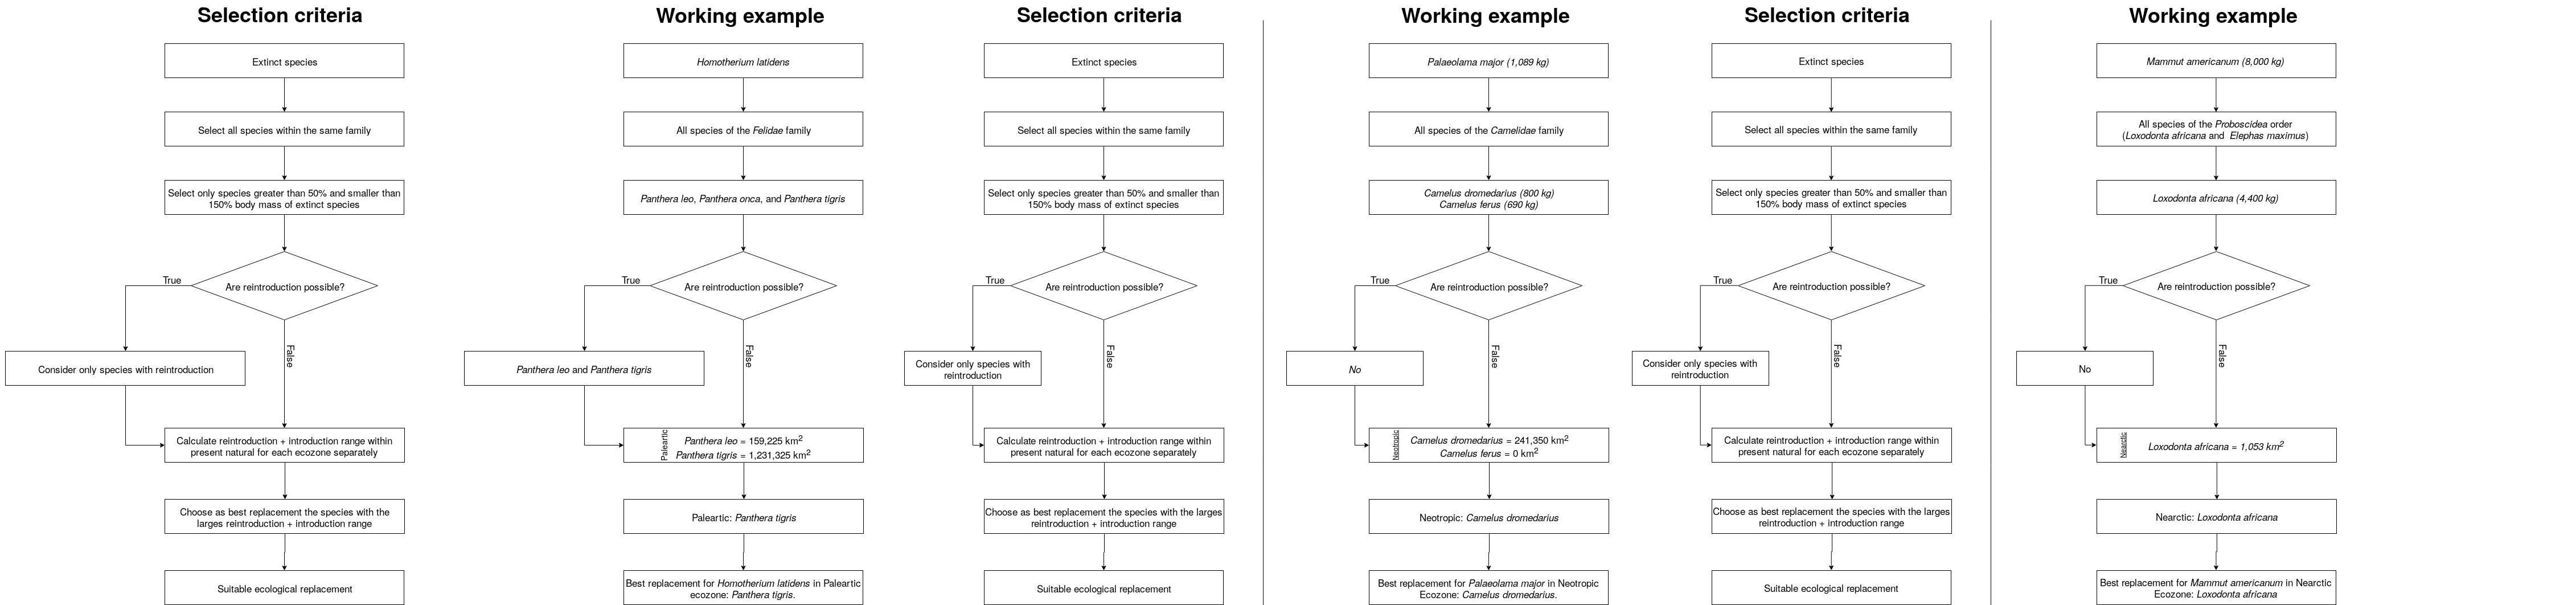 Selection criteria
Extinct species
Select all species within the same family
Select only species greater than 50% and smaller than
150% body mass of extinct species
Are reintroduction possible?
True
False
Consider only species with reintroduction
Calculate reintroduction + introduction range within
present natural for each ecozone separately
Choose as best replacement the species with the
larges reintroduction + introduction range
Suitable ecological replacement
Working example
Homotherium latidens
All species of the Felidae family
Panthera leo, Panthera onca, and Panthera tigris
Are reintroduction possible?
True
False
Panthera leo and Panthera tigris
Paleartic
Panthera leo = 159,225 km²
Panthera tigris = 1,231,325 km²
Paleartic: Panthera tigris
Best replacement for Homotherium latidens in Paleartic
ecozone: Panthera tigris.
Selection criteria
Extinct species
Select all species within the same family
Select only species greater than 50% and smaller than
150% body mass of extinct species
Are reintroduction possible?
True
False
Consider only species with
reintroduction
Calculate reintroduction + introduction range within
present natural for each ecozone separately
Choose as best replacement the species with the larges
reintroduction + introduction range
Suitable ecological replacement
Working example
Palaeolama major (1,089 kg)
All species of the Camelidae family
Camelus dromedarius (800 kg)
Camelus ferus (690 kg)
Are reintroduction possible?
True
False
No
Neotropic
Camelus dromedarius = 241,350 km²
Camelus ferus = 0 km²
Neotropic: Camelus dromedarius
Best replacement for Palaeolama major in Neotropic
Ecozone: Camelus dromedarius.
Selection criteria
Extinct species
Select all species within the same family
Select only species greater than 50% and smaller than
150% body mass of extinct species
Are reintroduction possible?
True
False
Consider only species with
reintroduction
Calculate reintroduction + introduction range within
present natural for each ecozone separately
Choose as best replacement the species with the larges
reintroduction + introduction range
Suitable ecological replacement
Working example
Mammut americanum (8,000 kg)
All species of the Proboscidea order
(Loxodonta africana and Elephas maximus)
Loxodonta africana (4,400 kg)
Are reintroduction possible?
True
False
No
Nearctic
Loxodonta africana = 1,053 km²
Nearctic: Loxodonta africana
Best replacement for Mammut americanum in Nearctic
Ecozone: Loxodonta africana